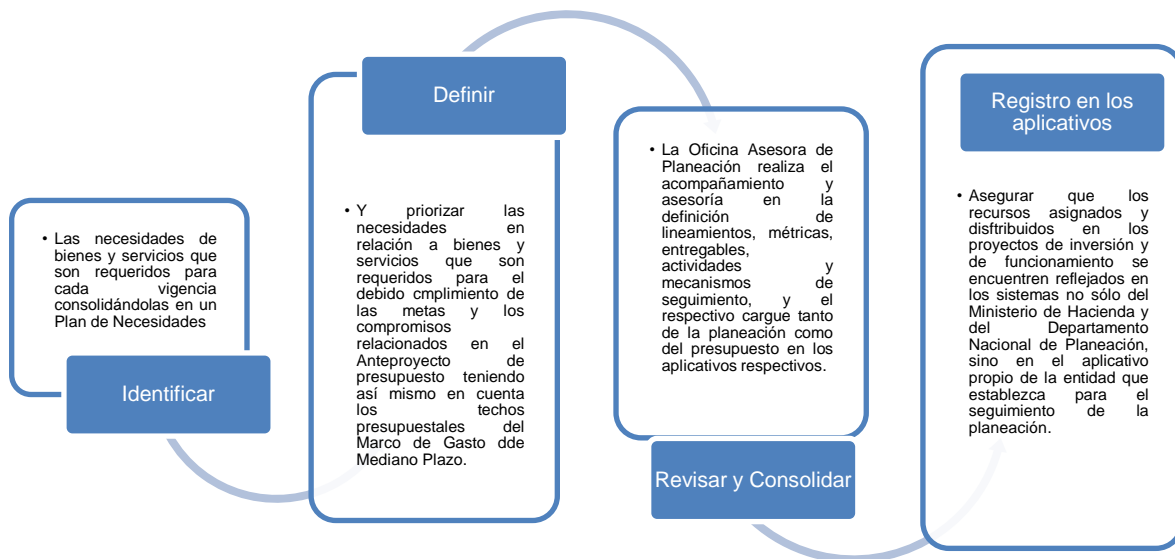 • Las necesidades de
bienes y servicios que
son requeridos para
cada vigencia
consolidándolas en un
Plan de Necesidades
Identificar
Definir
• Y priorizar las
necesidades en
relación a bienes y
servicios que son
requeridos para el
debido cmplimiento de
las metas y los
compromisos
relacionados en el
Anteproyecto de
presupuesto teniendo
así mismo en cuenta
los techos
presupuestales del
Marco de Gasto dde
Mediano Plazo.
• La Oficina Asesora de
Planeación realiza el
acompañamiento y
asesoría en la
definición de
lineamientos, métricas,
entregables,
actividades y
mecanismos de
seguimiento, y el
respectivo cargue tanto
de la planeación como
del presupuesto en los
aplicativos respectivos.
Revisar y Consolidar
Registro en los
aplicativos
• Asegurar que los
recursos asignados y
disftribuidos en los
proyectos de inversión y
de funcionamiento se
encuentren reflejados en
los sistemas no sólo del
Ministerio de Hacienda y
del Departamento
Nacional de Planeación,
sino en el aplicativo
propio de la entidad que
establezca para el
seguimiento de la
planeación.